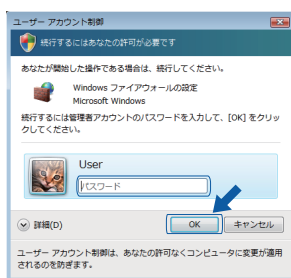 ユーザー アカウント制御
続行するにはあなたの許可が必要です
あなたが開始した操作である場合は、続行してください。
Windows ファイアウォールの設定
Microsoft Windows
続行するには管理者アカウントのパスワードを入力して、[OK] をクリッ
クしてください。
User
パスワード
詳細(D)
OK
キャンセル
ユーザー アカウント制御は、あなたの許可なくコンピュータに変更が適用
されるのを防ぎます。